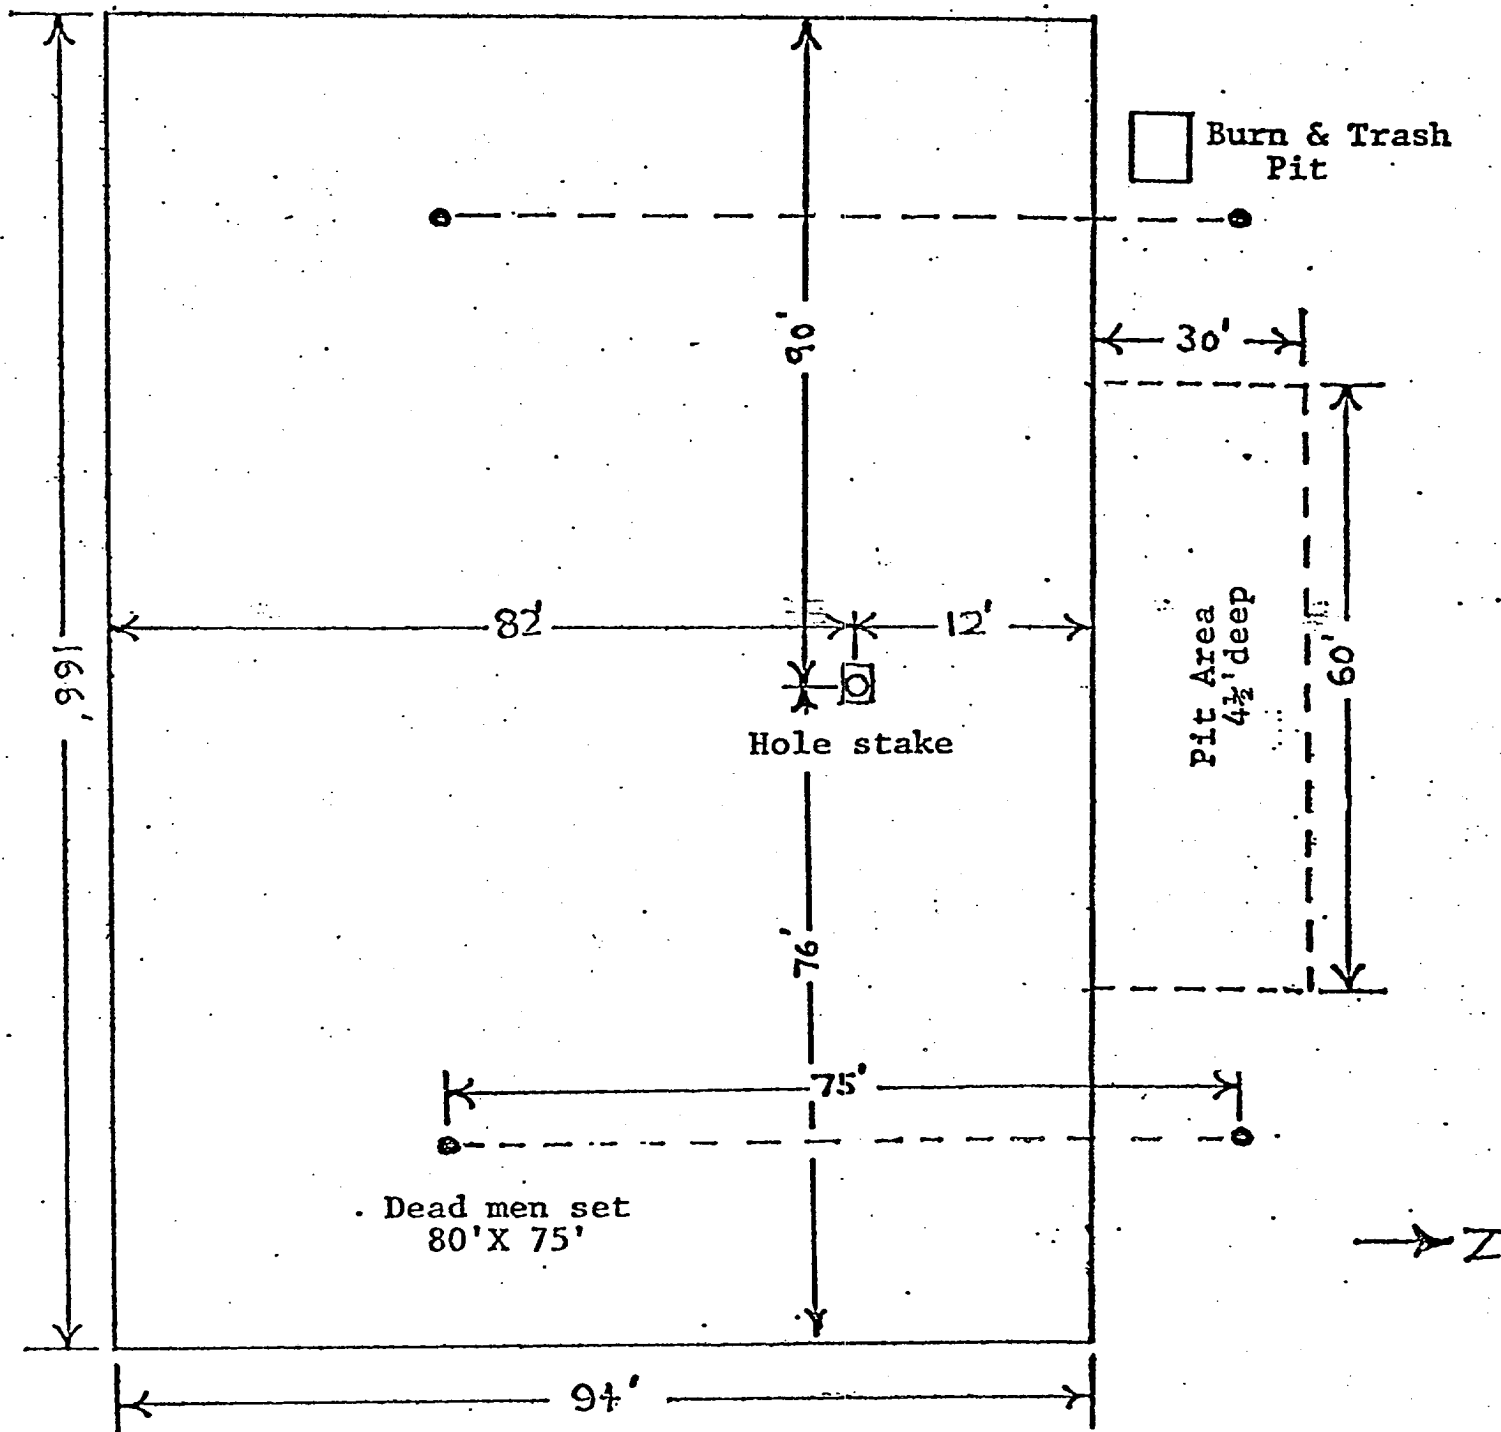 Burn & Trash
Pit
90'
30'
82'
12'
166'
Pit Area
4½' deep
60'
Hole stake
76'
75'
Dead men set
80'X 75'
N
94'